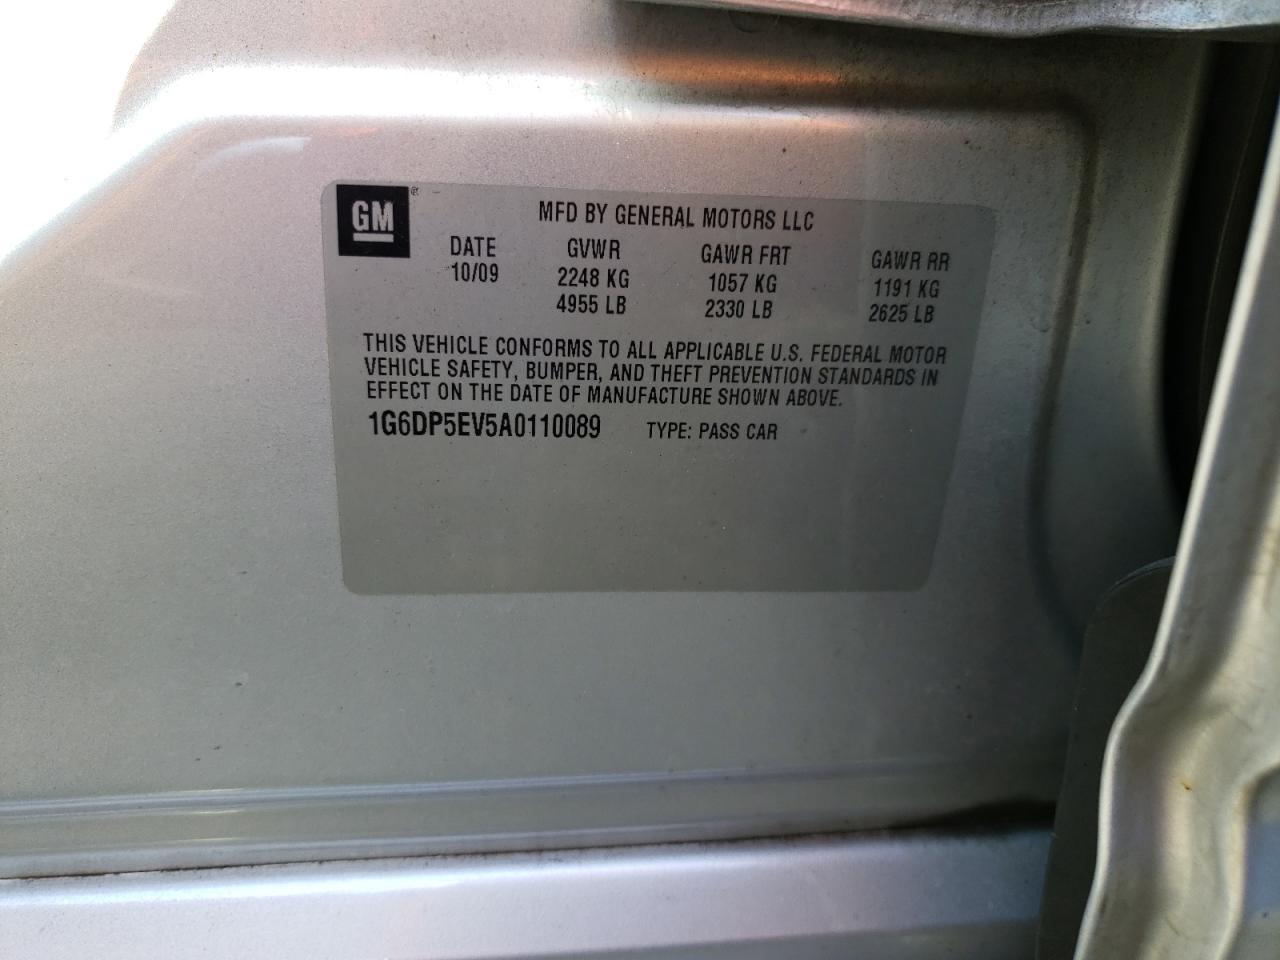 GM® MFD BY GENERAL MOTORS LLC
DATE GVWR GAWR FRT GAWR RR
10/09 2248 KG 1057 KG 1191 KG
4955 LB 2330 LB 2625 LB
THIS VEHICLE CONFORMS TO ALL APPLICABLE U.S. FEDERAL MOTOR
VEHICLE SAFETY, BUMPER, AND THEFT PREVENTION STANDARDS IN
EFFECT ON THE DATE OF MANUFACTURE SHOWN ABOVE.
1G6DP5EV5A0110089 TYPE: PASS CAR